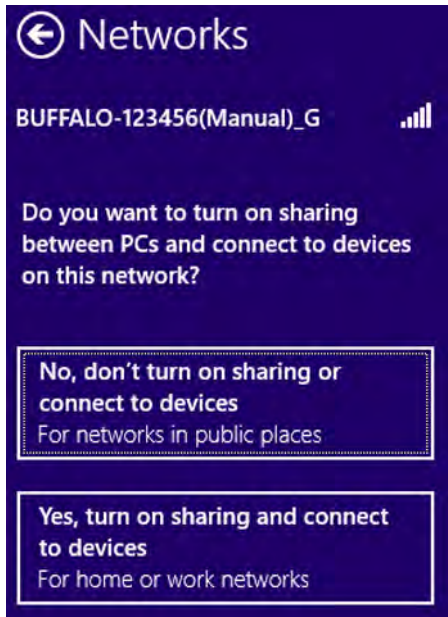 Networks
BUFFALO-123456(Manual)_G
Do you want to turn on sharing
between PCs and connect to devices
on this network?
No, don't turn on sharing or
connect to devices
For networks in public places
Yes, turn on sharing and connect
to devices
For home or work networks